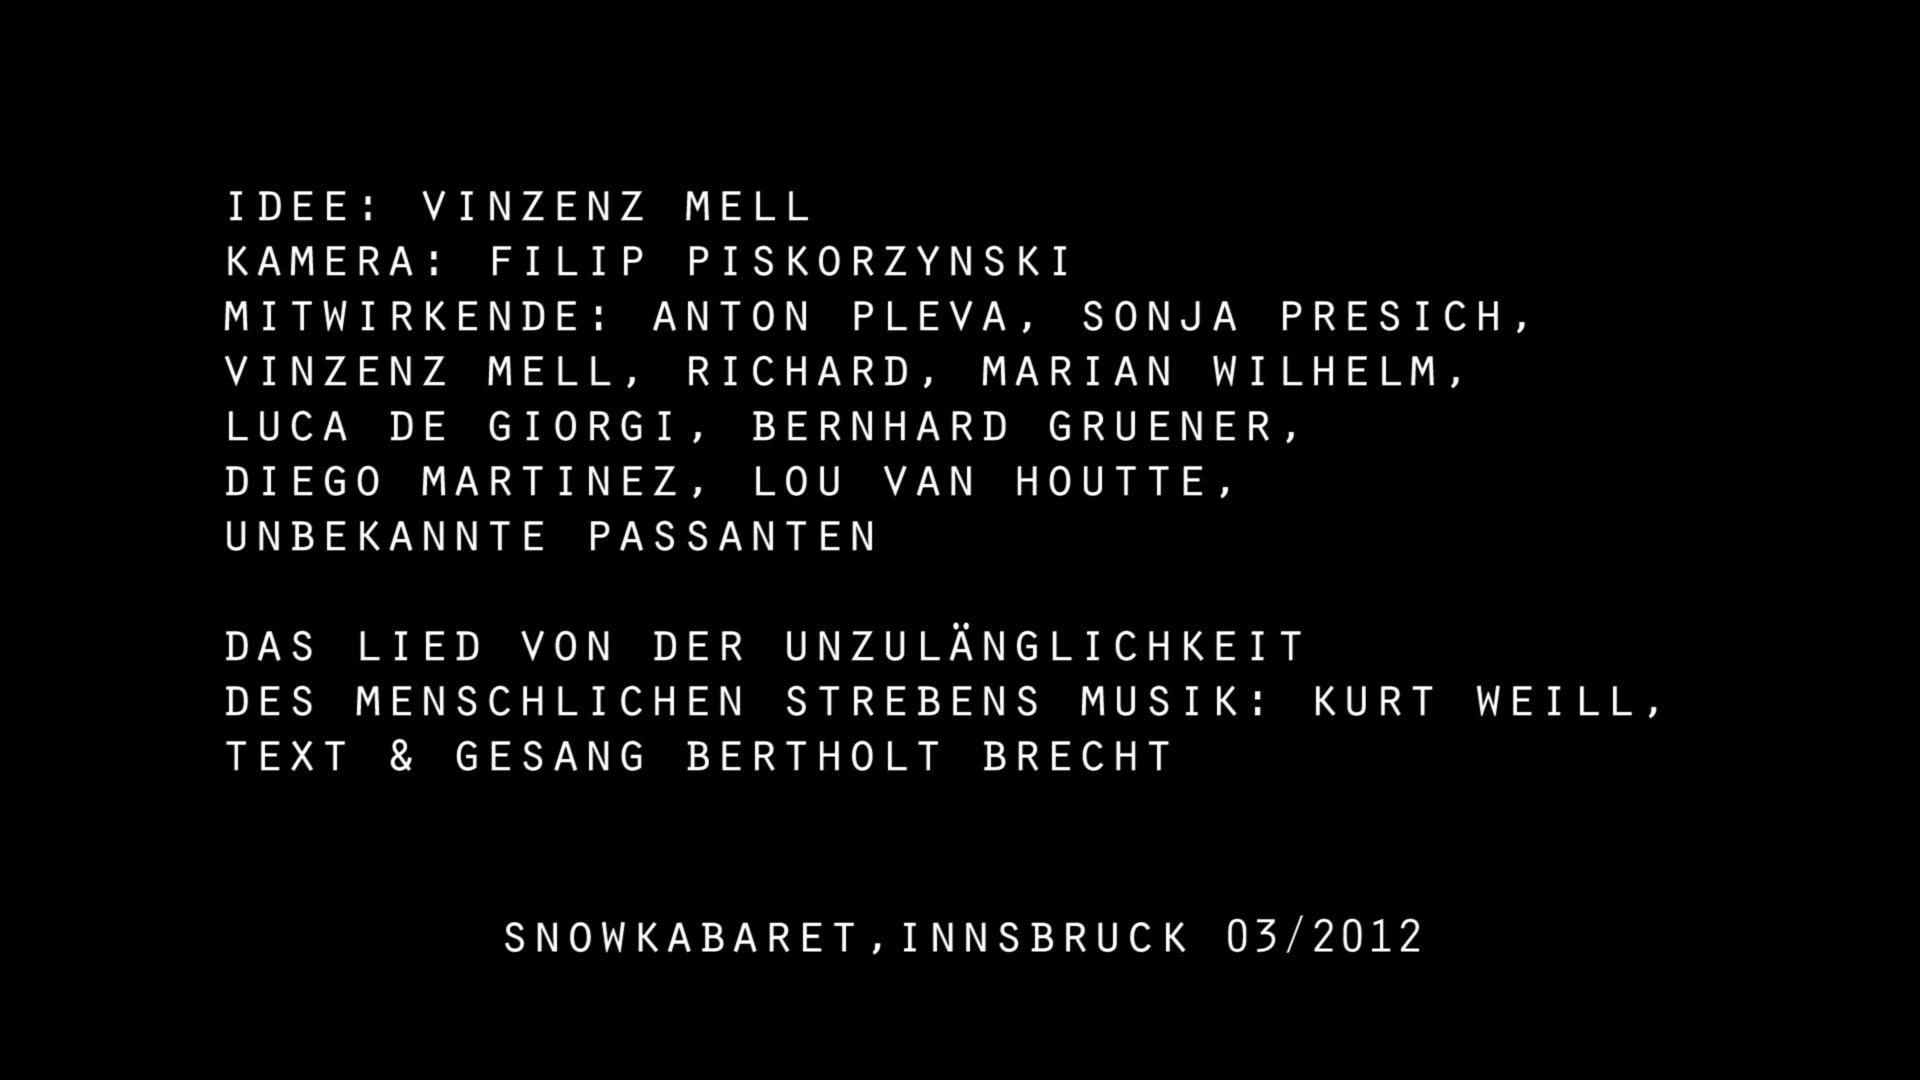 IDEE: VINZENZ MELL
KAMERA: FILIP PISKORZYNSKI
MITWIRKENDE: ANTON PLEVA, SONJA PRESICH,
VINZENZ MELL, RICHARD, MARIAN WILHELM,
LUCA DE GIORGI, BERNHARD GRUENER,
DIEGO MARTINEZ, LOU VAN HOUTTE,
UNBEKANNTE PASSANTEN
DAS LIED VON DER UNZULÄNGLICHKEIT
DES MENSCHLICHEN STREBENS MUSIK: KURT WEILL,
TEXT & GESANG BERTHOLT BRECHT
SNOWKABARET,INNSBRUCK 03/2012